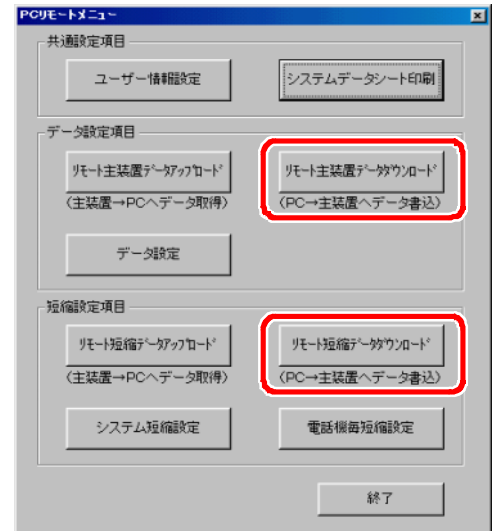 PCリモートメニュー
共通設定項目
ユーザー情報設定
システムデータシート印刷
データ設定項目
ﾘﾓｰﾄ主装置ﾃﾞｰﾀｱｯﾌﾟﾛｰﾄﾞ
ﾘﾓｰﾄ主装置ﾃﾞｰﾀﾀﾞｳﾝﾛｰﾄﾞ
(主装置→PCへデータ取得)
(PC→主装置へデータ書込)
データ設定
短縮設定項目
ﾘﾓｰﾄ短縮ﾃﾞｰﾀｱｯﾌﾟﾛｰﾄﾞ
ﾘﾓｰﾄ短縮ﾃﾞｰﾀﾀﾞｳﾝﾛｰﾄﾞ
(主装置→PCへデータ取得)
(PC→主装置へデータ書込)
システム短縮設定
電話機毎短縮設定
終了